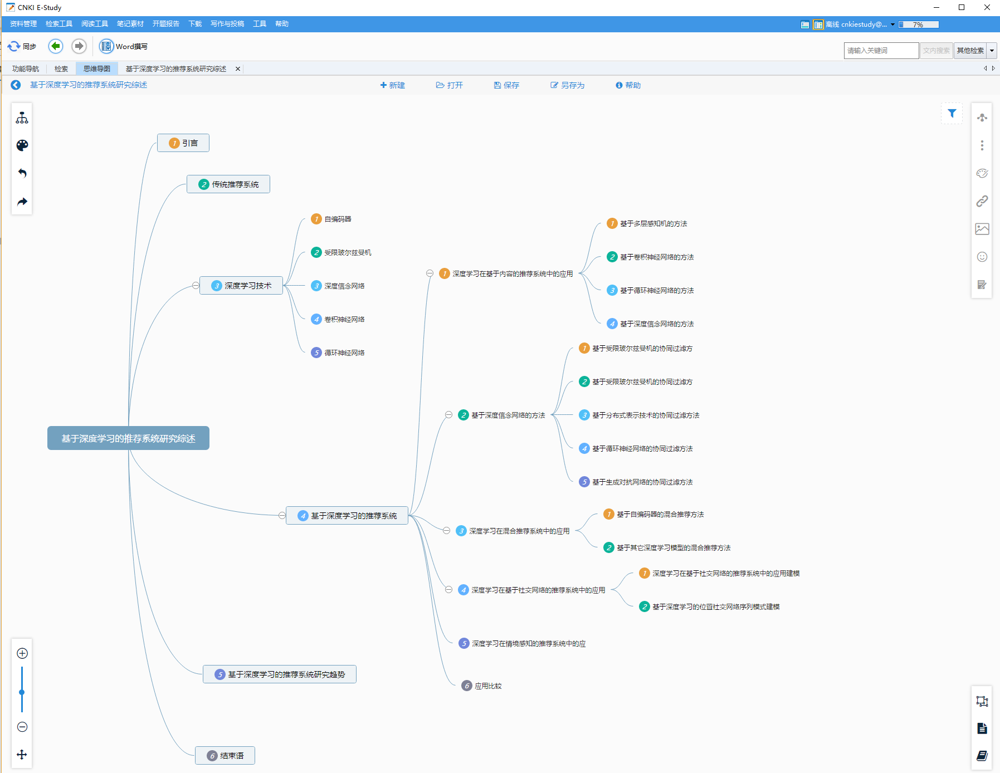 CNKI E-Study
资料管理 检索工具 阅读工具 笔记素材 开题报告 下载 写作与投稿 工具 帮助 离线 cnkiestudy@... 7%
同步 Word撰写 请输入关键词 文内搜索 其他检索
功能导航 检索 思维导图 基于深度学习的推荐系统研究综述
基于深度学习的推荐系统研究综述 新建 打开 保存 另存为 帮助
1 引言
2 传统推荐系统
3 深度学习技术
1 自编码器
2 受限玻尔兹曼机
3 深度信念网络
4 卷积神经网络
5 循环神经网络
基于深度学习的推荐系统研究综述
4 基于深度学习的推荐系统
1 深度学习在基于内容的推荐系统中的应用
1 基于多层感知机的方法
2 基于卷积神经网络的方法
3 基于循环神经网络的方法
4 基于深度信念网络的方法
2 基于深度信念网络的方法
1 基于受限玻尔兹曼机的协同过滤方
2 基于受限玻尔兹曼机的协同过滤方
3 基于分布式表示技术的协同过滤方法
4 基于循环神经网络的协同过滤方法
5 基于生成对抗网络的协同过滤方法
3 深度学习在混合推荐系统中的应用
1 基于自编码器的混合推荐方法
2 基于其它深度学习模型的混合推荐方法
4 深度学习在基于社交网络的推荐系统中的应用
1 深度学习在基于社交网络的推荐系统中的应用建模
2 基于深度学习的位置社交网络序列模式建模
5 深度学习在情境感知的推荐系统中的应
6 应用比较
5 基于深度学习的推荐系统研究趋势
6 结束语